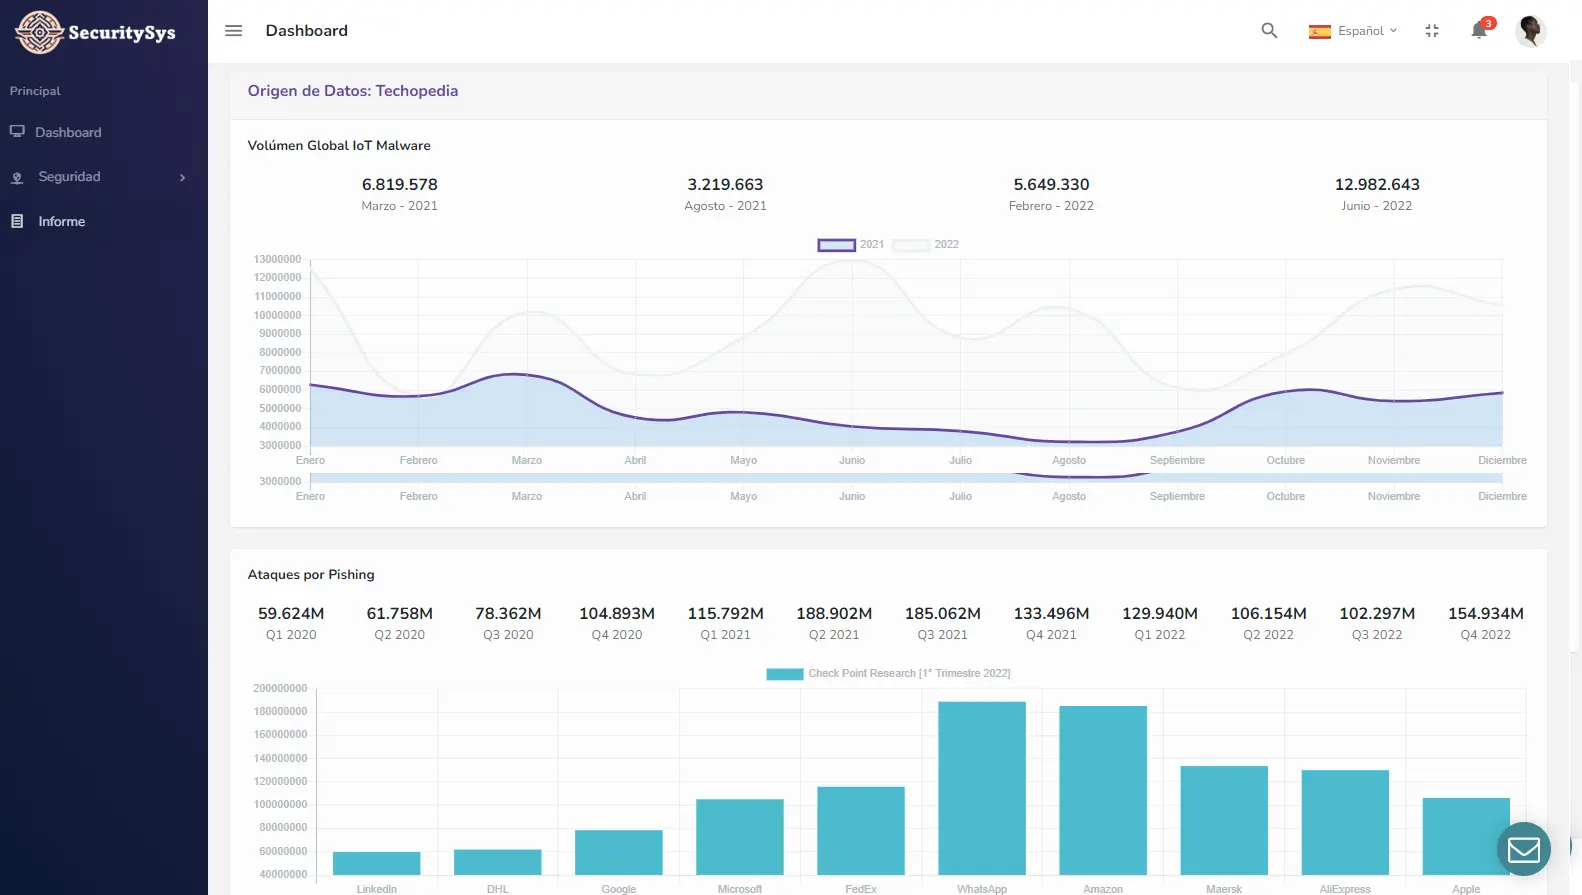 SecuritySys
Dashboard
Español
3
Principal
Dashboard
Seguridad
Informe
Origen de Datos: Techopedia
Volúmen Global IoT Malware
6.819.578 3.219.663 5.649.330 12.982.643
Marzo - 2021 Agosto - 2021 Febrero - 2022 Junio - 2022
2021 2022
13000000
12000000
11000000
10000000
9000000
8000000
7000000
6000000
5000000
4000000
3000000
Enero Febrero Marzo Abril Mayo Junio Julio Agosto Septiembre Octubre Noviembre Diciembre
3000000
Enero Febrero Marzo Abril Mayo Junio Julio Agosto Septiembre Octubre Noviembre Diciembre
Ataques por Pishing
59.624M 61.758M 78.362M 104.893M 115.792M 188.902M 185.062M 133.496M 129.940M 106.154M 102.297M 154.934M
Q1 2020 Q2 2020 Q3 2020 Q4 2020 Q1 2021 Q2 2021 Q3 2021 Q4 2021 Q1 2022 Q2 2022 Q3 2022 Q4 2022
Check Point Research [1° Trimestre 2022]
200000000
180000000
160000000
140000000
120000000
100000000
80000000
60000000
40000000
LinkedIn DHL Google Microsoft FedEx WhatsApp Amazon Maersk AliExpress Apple